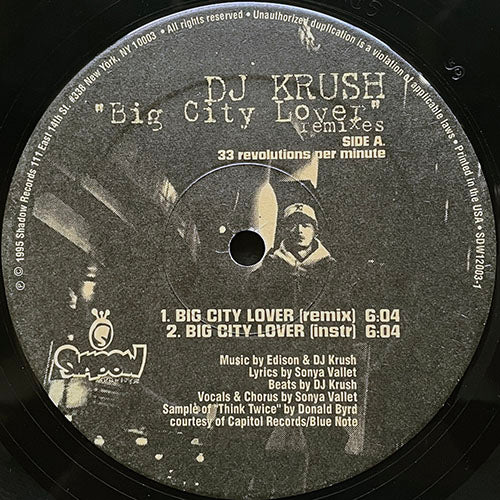 ℗ © 1995 Shadow Records 111 East 14th St. #336 New York, NY 10003 • All rights reserved • Unauthorized duplication is a violation of applicable laws • Printed in the USA • SDW12003-1
DJ KRUSH
"Big City Lover"
remixes
SIDE A.
33 revolutions per minute
1. BIG CITY LOVER (remix) 6:04
2. BIG CITY LOVER (instr) 6:04
SHADOW
Music by Edison & DJ Krush
Lyrics by Sonya Vallet
Beats by DJ Krush
Vocals & Chorus by Sonya Vallet
Sample of "Think Twice" by Donald Byrd
courtesy of Capitol Records/Blue Note